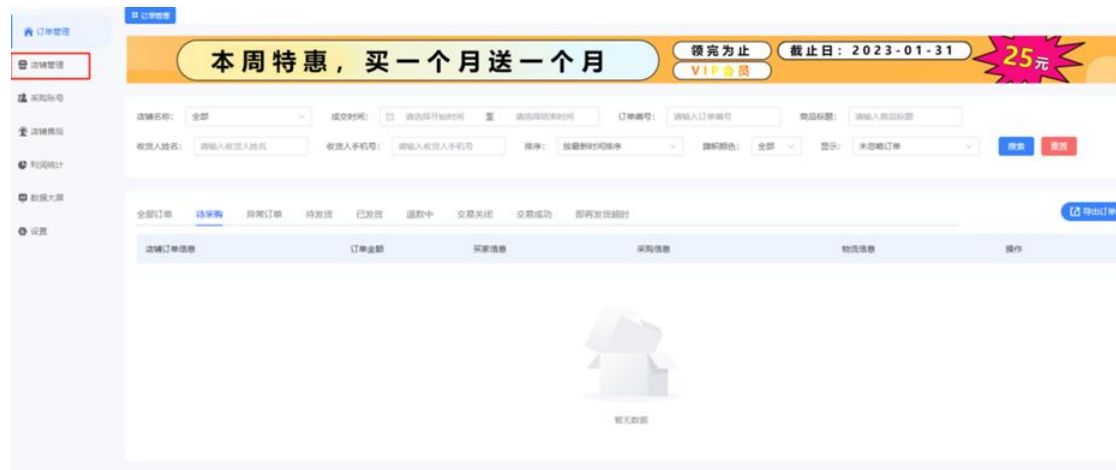 订单管理
订单管理
店铺管理
采购账号
店铺售后
利润统计
数据大屏
设置
本周特惠，买一个月送一个月
领完为止
VIP会员
截止日：2023-01-31
25元
店铺名称： 全部 成交时间： 请选择开始时间 至 请选择结束时间 订单编号： 请输入订单编号 商品标题： 请输入商品标题
收货人姓名： 请输入收货人姓名 收货人手机号： 请输入收货人手机号 排序： 按最新时间排序 旗帜颜色： 全部 显示： 未忽略订单 搜索 重置
全部订单 待采购 异常订单 待发货 已发货 退款中 交易关闭 交易成功 即将发货超时 导出订单
店铺订单信息 订单金额 买家信息 采购信息 物流信息 操作
暂无数据